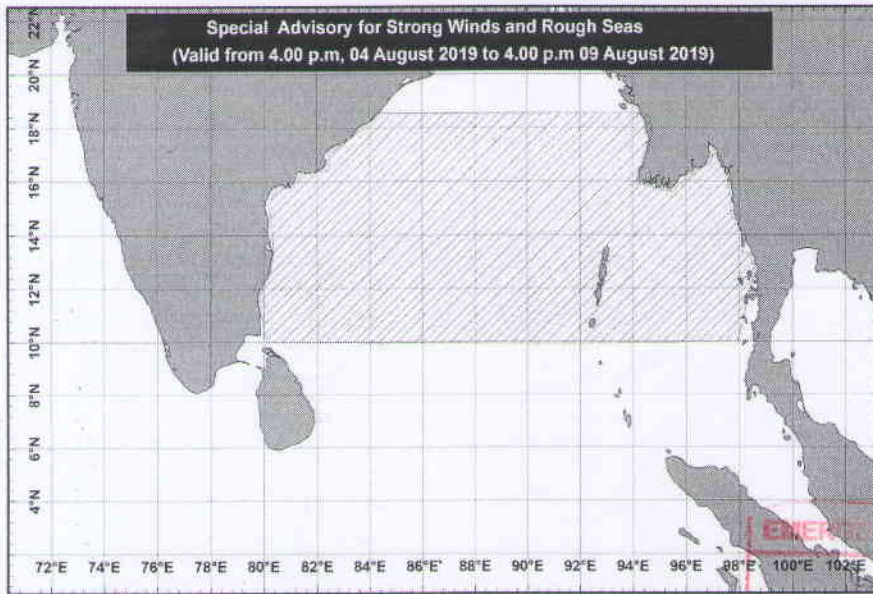 Special Advisory for Strong Winds and Rough Seas
(Valid from 4.00 p.m, 04 August 2019 to 4.00 p.m 09 August 2019)
22°N
20°N
18°N
16°N
14°N
12°N
10°N
8°N
6°N
4°N
72°E 74°E 76°E 78°E 80°E 82°E 84°E 86°E 88°E 90°E 92°E 94°E 96°E 98°E 100°E 102°E